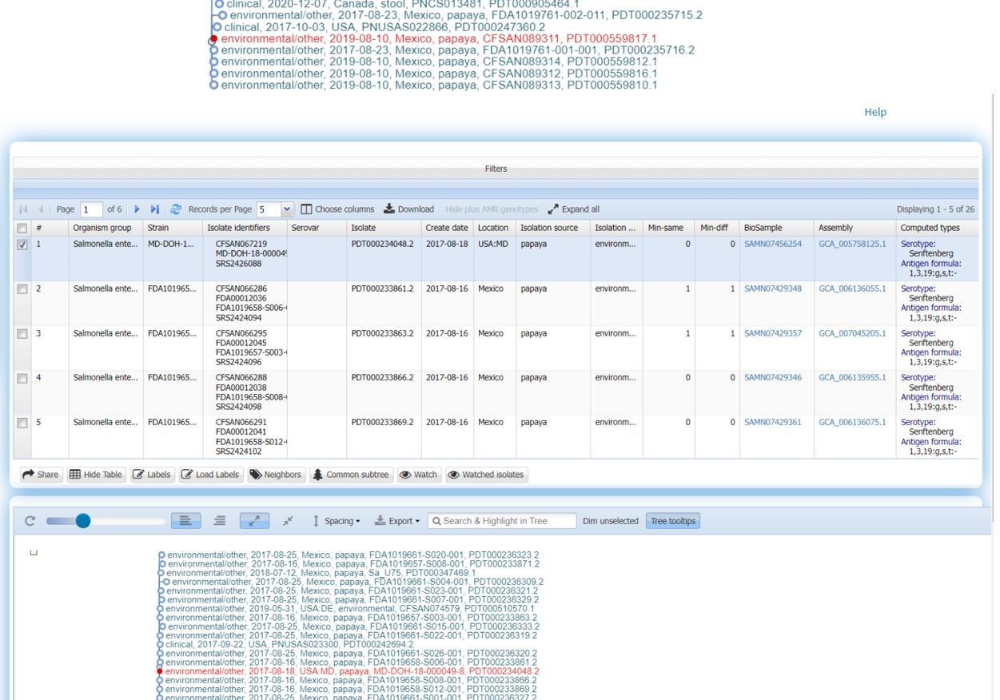 clinical, 2020-12-07, Canada, stool, PNCS013481, PDT000905464.1
environmental/other, 2017-08-23, Mexico, papaya, FDA1019761-002-011, PDT000235715.2
clinical, 2017-10-03, USA, PNUSAS022866, PDT000247360.2
environmental/other, 2019-08-10, Mexico, papaya, CFSAN089311, PDT000559817.1
environmental/other, 2017-08-23, Mexico, papaya, FDA1019761-001-001, PDT000235716.2
environmental/other, 2019-08-10, Mexico, papaya, CFSAN089314, PDT000559812.1
environmental/other, 2019-08-10, Mexico, papaya, CFSAN089312, PDT000559816.1
environmental/other, 2019-08-10, Mexico, papaya, CFSAN089313, PDT000559810.1
Help
Filters
Page 1 of 6 Records per Page 5 Choose columns Download Hide plus AMR genotypes Expand all Displaying 1 - 5 of 26
# Organism group Strain Isolate identifiers Serovar Isolate Create date Location Isolation source Isolation ... Min-same Min-diff BioSample Assembly Computed types
1 Salmonella ente... MD-DOH-1... CFSAN067219 PDT000234048.2 2017-08-18 USA:MD papaya environm... 0 0 SAMN07456254 GCA_005758125.1 Serotype:
MD-DOH-18-000049 Senftenberg
SRS2426088 Antigen formula:
1,3,19:g,s,t:-
2 Salmonella ente... FDA101965... CFSAN066286 PDT000233861.2 2017-08-16 Mexico papaya environm... 1 1 SAMN07429348 GCA_006136055.1 Serotype:
FDA00012036 Senftenberg
FDA1019658-S006-( Antigen formula:
SRS2424094 1,3,19:g,s,t:-
3 Salmonella ente... FDA101965... CFSAN066295 PDT000233863.2 2017-08-16 Mexico papaya environm... 1 1 SAMN07429357 GCA_007045205.1 Serotype:
FDA00012045 Senftenberg
FDA1019657-S003-( Antigen formula:
SRS2424096 1,3,19:g,s,t:-
4 Salmonella ente... FDA101965... CFSAN066288 PDT000233866.2 2017-08-16 Mexico papaya environm... 0 0 SAMN07429346 GCA_006135955.1 Serotype:
FDA00012038 Senftenberg
FDA1019658-S008-( Antigen formula:
SRS2424098 1,3,19:g,s,t:-
5 Salmonella ente... FDA101965... CFSAN066291 PDT000233869.2 2017-08-16 Mexico papaya environm... 0 0 SAMN07429361 GCA_006136075.1 Serotype:
FDA00012041 Senftenberg
FDA1019658-S012-( Antigen formula:
SRS2424102 1,3,19:g,s,t:-
Share Hide Table Labels Load Labels Neighbors Common subtree Watch Watched isolates
Spacing Export Search & Highlight in Tree Dim unselected Tree tooltips
environmental/other, 2017-08-25, Mexico, papaya, FDA1019661-S020-001, PDT000236323.2
environmental/other, 2017-08-16, Mexico, papaya, FDA1019657-S008-001, PDT000233871.2
environmental/other, 2018-07-12, Mexico, papaya, Sa_U75, PDT000347469.1
environmental/other, 2017-08-25, Mexico, papaya, FDA1019661-S004-001, PDT000236309.2
environmental/other, 2017-08-25, Mexico, papaya, FDA1019661-S023-001, PDT000236321.2
environmental/other, 2017-08-25, Mexico, papaya, FDA1019661-S007-001, PDT000236329.2
environmental/other, 2019-05-31, USA:DE, environmental, CFSAN074579, PDT000510570.1
environmental/other, 2017-08-16, Mexico, papaya, FDA1019657-S003-001, PDT000233863.2
environmental/other, 2017-08-25, Mexico, papaya, FDA1019661-S015-001, PDT000236333.2
environmental/other, 2017-08-25, Mexico, papaya, FDA1019661-S022-001, PDT000236319.2
clinical, 2017-09-22, USA, PNUSAS023300, PDT000242694.2
environmental/other, 2017-08-25, Mexico, papaya, FDA1019661-S026-001, PDT000236320.2
environmental/other, 2017-08-16, Mexico, papaya, FDA1019658-S006-001, PDT000233861.2
environmental/other, 2017-08-18, USA:MD, papaya, MD-DOH-18-000049-8, PDT000234048.2
environmental/other, 2017-08-16, Mexico, papaya, FDA1019658-S008-001, PDT000233866.2
environmental/other, 2017-08-16, Mexico, papaya, FDA1019658-S012-001, PDT000233869.2
environmental/other, 2017-08-25, Mexico, papaya, FDA1019661-S001-001, PDT000236327.2